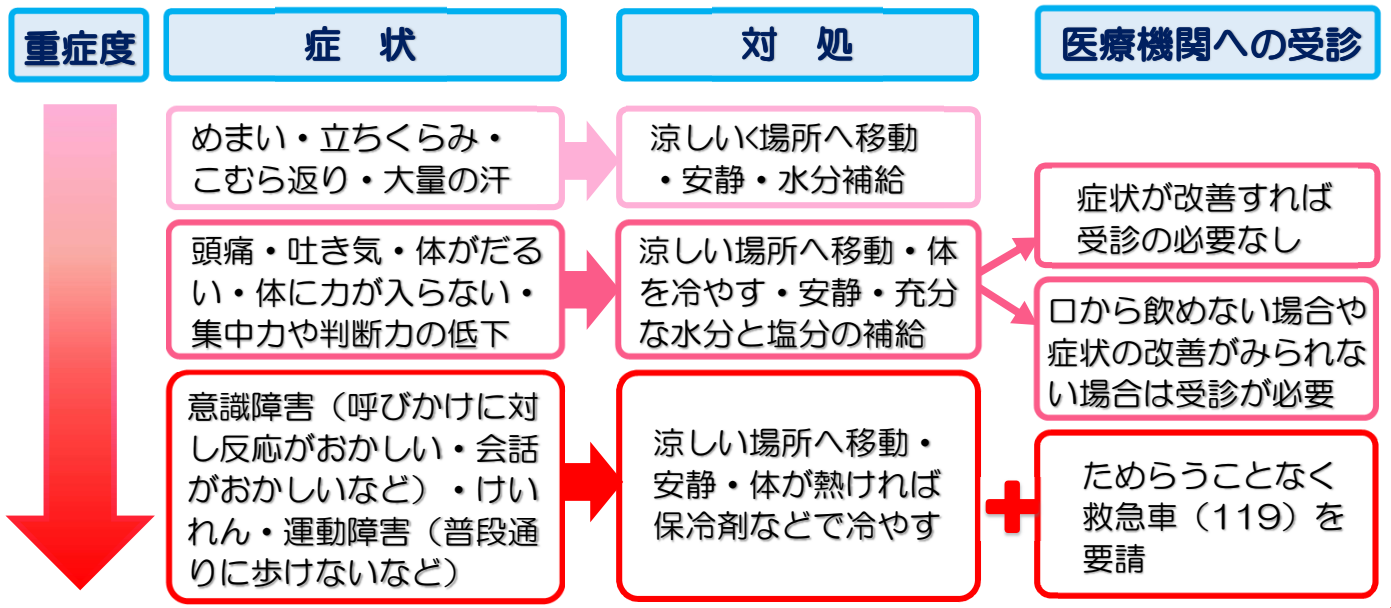 重症度
症　状
対　処
医療機関への受診
めまい・立ちくらみ・
こむら返り・大量の汗
涼しいく場所へ移動
・安静・水分補給
頭痛・吐き気・体がだる
い・体に力が入らない・
集中力や判断力の低下
涼しい場所へ移動・体
を冷やす・安静・充分
な水分と塩分の補給
症状が改善すれば
受診の必要なし
口から飲めない場合や
症状の改善がみられな
い場合は受診が必要
意識障害（呼びかけに対
し反応がおかしい・会話
がおかしいなど）・けい
れん・運動障害（普段通
りに歩けないなど）
涼しい場所へ移動・
安静・体が熱ければ
保冷剤などで冷やす
ためらうことなく
救急車（119）を
要請